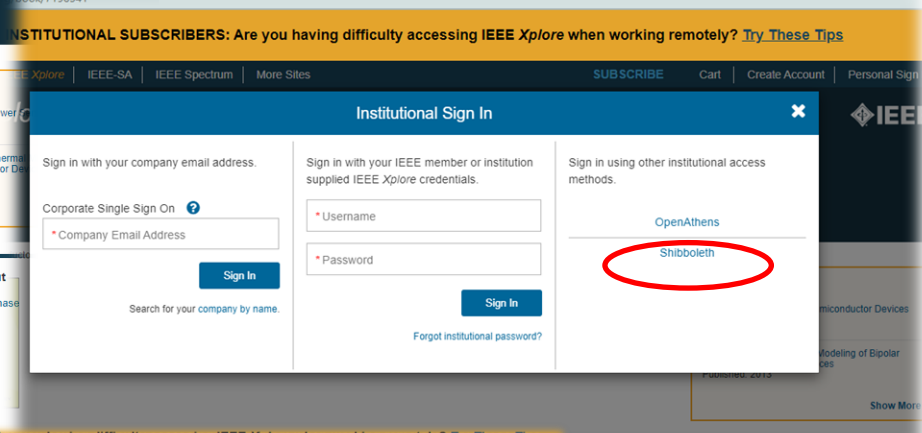 INSTITUTIONAL SUBSCRIBERS: Are you having difficulty accessing IEEE Xplore when working remotely? Try These Tips
Xplore | IEEE-SA | IEEE Spectrum | More Sites SUBSCRIBE Cart | Create Account | Personal Sign
IEEE
Institutional Sign In
Sign in with your company email address.
Corporate Single Sign On ?
* Company Email Address
Sign In
Search for your company by name.
Sign in with your IEEE member or institution
supplied IEEE Xplore credentials.
* Username
* Password
Sign In
Forgot institutional password?
Sign in using other institutional access
methods.
OpenAthens
Shibboleth
miconductor Devices
Modeling of Bipolar
Published: 2013
Show More